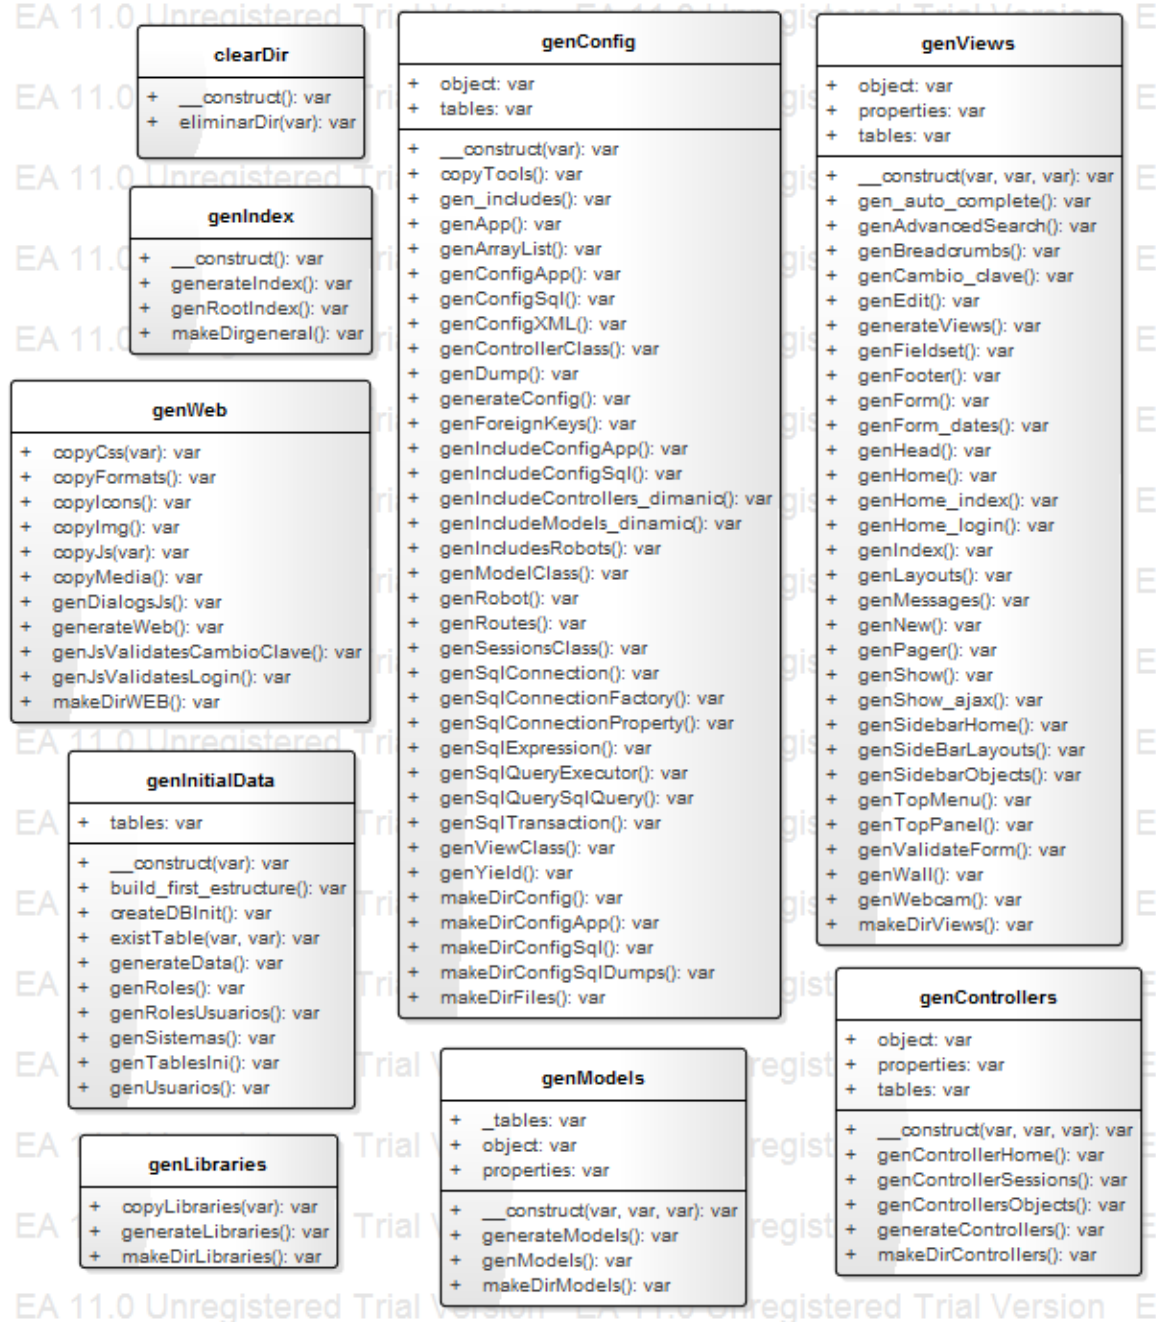 clearDir
+ __construct(): var
+ eliminarDir(var): var
genIndex
+ __construct(): var
+ generateIndex(): var
+ genRootIndex(): var
+ makeDirgeneral(): var
genWeb
+ copyCss(var): var
+ copyFormats(): var
+ copyIcons(): var
+ copyImg(): var
+ copyJs(var): var
+ copyMedia(): var
+ genDialogsJs(): var
+ generateWeb(): var
+ genJsValidatesCambioClave(): var
+ genJsValidatesLogin(): var
+ makeDirWEB(): var
genInitialData
+ tables: var
+ __construct(var): var
+ build_first_estructure(): var
+ createDBInit(): var
+ existTable(var, var): var
+ generateData(): var
+ genRoles(): var
+ genRolesUsuarios(): var
+ genSistemas(): var
+ genTablesIni(): var
+ genUsuarios(): var
genLibraries
+ copyLibraries(var): var
+ generateLibraries(): var
+ makeDirLibraries(): var
genConfig
+ object: var
+ tables: var
+ __construct(var): var
+ copyTools(): var
+ gen_includes(): var
+ genApp(): var
+ genArrayList(): var
+ genConfigApp(): var
+ genConfigSql(): var
+ genConfigXML(): var
+ genControllerClass(): var
+ genDump(): var
+ generateConfig(): var
+ genForeignKeys(): var
+ genIncludeConfigApp(): var
+ genIncludeConfigSql(): var
+ genIncludeControllers_dimanic(): var
+ genIncludeModels_dinamic(): var
+ genIncludesRobots(): var
+ genModelClass(): var
+ genRobot(): var
+ genRoutes(): var
+ genSessionsClass(): var
+ genSqlConnection(): var
+ genSqlConnectionFactory(): var
+ genSqlConnectionProperty(): var
+ genSqlExpression(): var
+ genSqlQueryExecutor(): var
+ genSqlQuerySqlQuery(): var
+ genSqlTransaction(): var
+ genViewClass(): var
+ genYield(): var
+ makeDirConfig(): var
+ makeDirConfigApp(): var
+ makeDirConfigSql(): var
+ makeDirConfigSqlDumps(): var
+ makeDirFiles(): var
genModels
+ _tables: var
+ object: var
+ properties: var
+ __construct(var, var, var): var
+ generateModels(): var
+ genModels(): var
+ makeDirModels(): var
genViews
+ object: var
+ properties: var
+ tables: var
+ __construct(var, var, var): var
+ gen_auto_complete(): var
+ genAdvancedSearch(): var
+ genBreadcrumbs(): var
+ genCambio_clave(): var
+ genEdit(): var
+ generateViews(): var
+ genFieldset(): var
+ genFooter(): var
+ genForm(): var
+ genForm_dates(): var
+ genHead(): var
+ genHome(): var
+ genHome_index(): var
+ genHome_login(): var
+ genIndex(): var
+ genLayouts(): var
+ genMessages(): var
+ genNew(): var
+ genPager(): var
+ genShow(): var
+ genShow_ajax(): var
+ genSidebarHome(): var
+ genSideBarLayouts(): var
+ genSidebarObjects(): var
+ genTopMenu(): var
+ genTopPanel(): var
+ genValidateForm(): var
+ genWall(): var
+ genWebcam(): var
+ makeDirViews(): var
genControllers
+ object: var
+ properties: var
+ tables: var
+ __construct(var, var, var): var
+ genControllerHome(): var
+ genControllerSessions(): var
+ genControllersObjects(): var
+ generateControllers(): var
+ makeDirControllers(): var
EA 11.0 Unregistered Trial Version EA 11.0 Unregistered Trial Version E